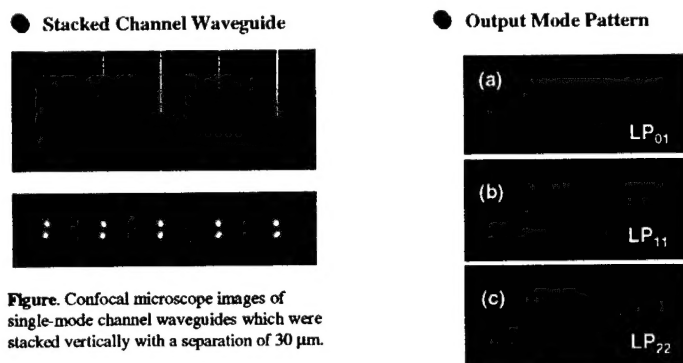 Stacked Channel Waveguide
Figure. Confocal microscope images of
single-mode channel waveguides which were
stacked vertically with a separation of 30 µm.
Output Mode Pattern
(a)
LP01
(b)
LP11
(c)
LP22